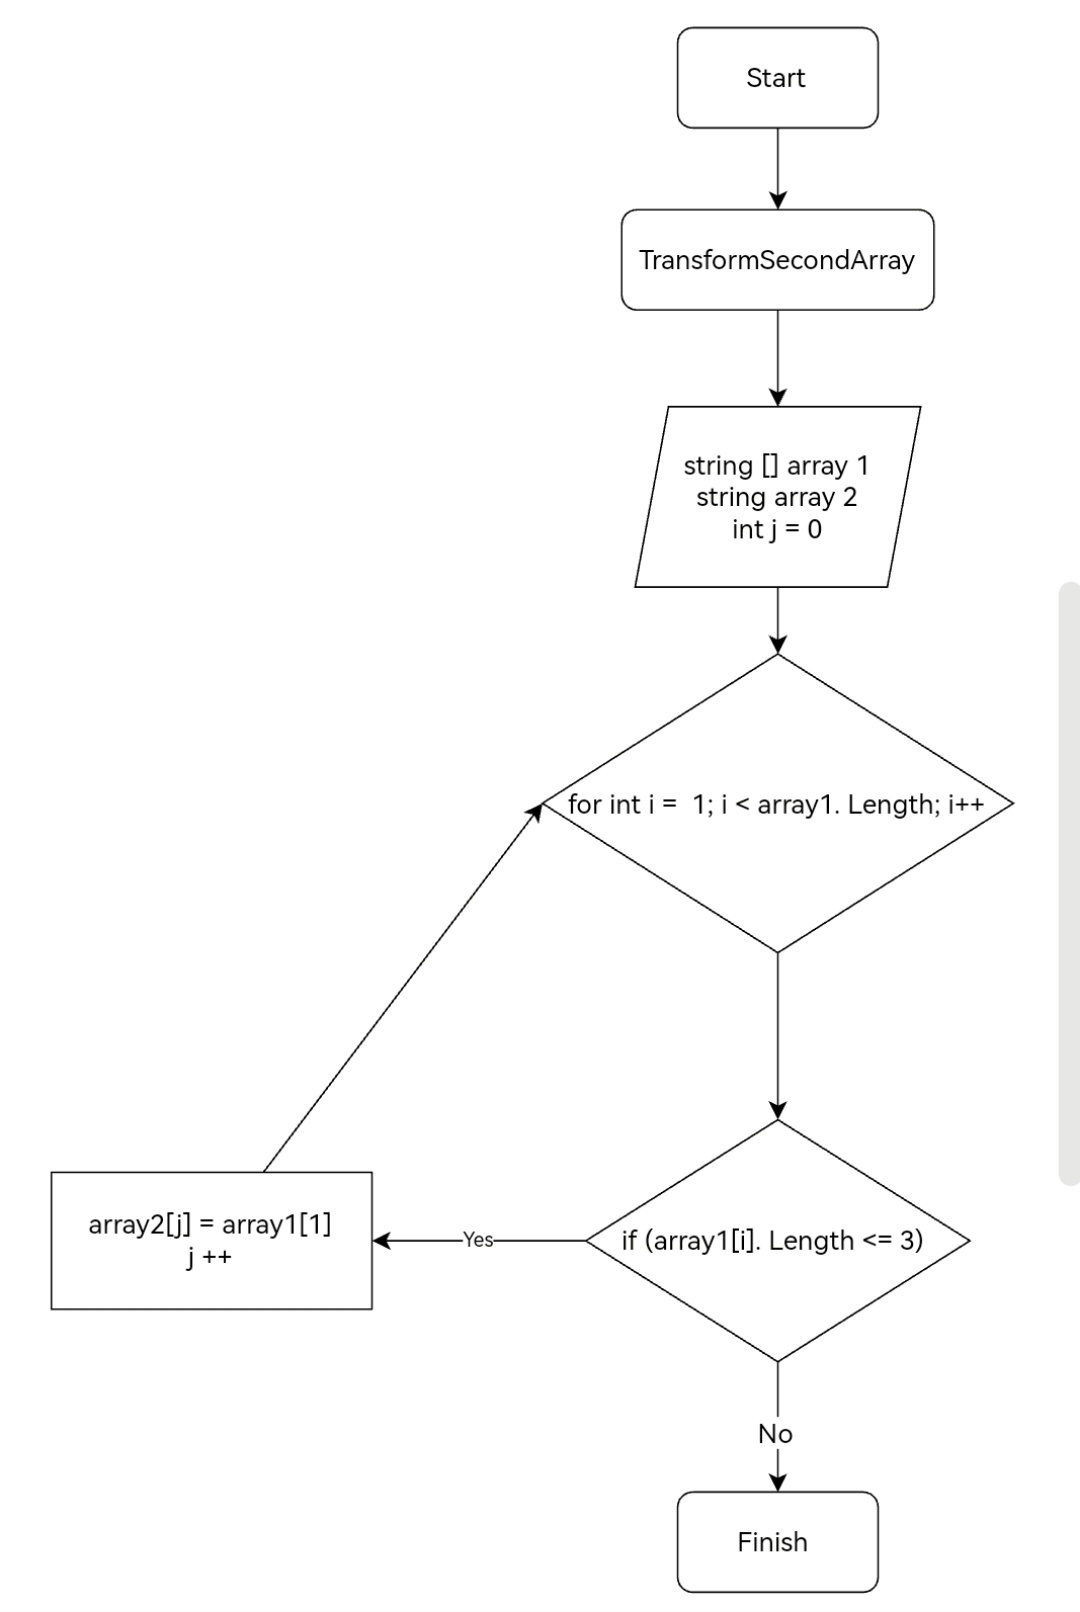 Start
TransformSecondArray
string [] array 1
string array 2
int j = 0
for int i =  1; i < array1. Length; i++
array2[j] = array1[1]
j ++
Yes
if (array1[i]. Length <= 3)
No
Finish